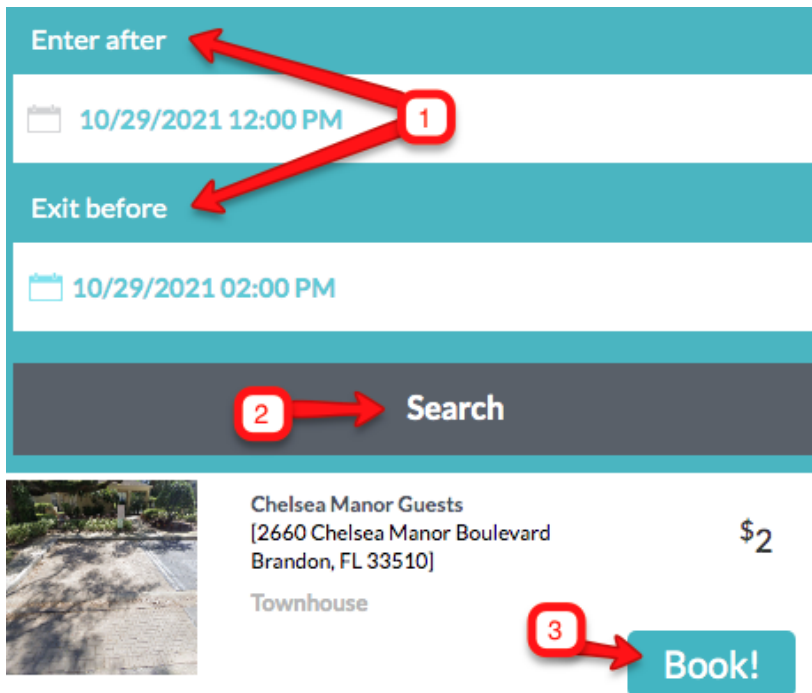 Enter after
10/29/2021 12:00 PM
1
Exit before
10/29/2021 02:00 PM
2
Search
Chelsea Manor Guests
[2660 Chelsea Manor Boulevard
Brandon, FL 33510]
$2
Townhouse
3
Book!